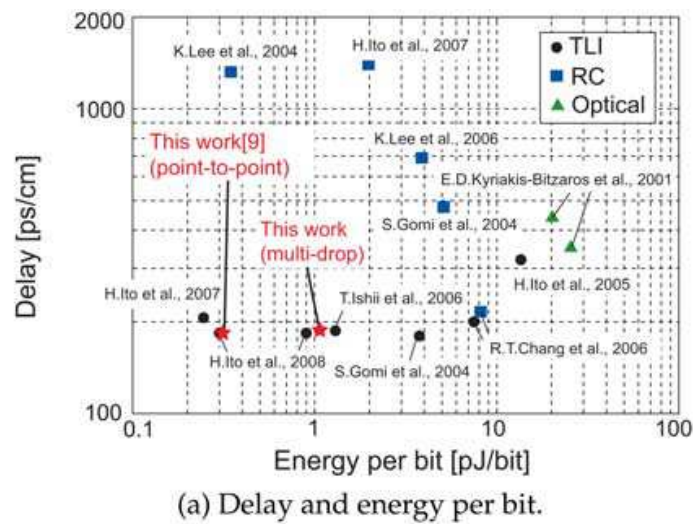 2000
1000
100
Delay [ps/cm]
K.Lee et al., 2004
H.Ito et al., 2007
TLI
RC
Optical
This work[9]
(point-to-point)
K.Lee et al., 2006
E.D.Kyriakis-Bitzaros et al., 2001
This work
(multi-drop)
S.Gomi et al., 2004
H.Ito et al., 2007
T.Ishii et al., 2006
H.Ito et al., 2005
H.Ito et al., 2008
S.Gomi et al., 2004
R.T.Chang et al., 2006
0.1
1
10
100
Energy per bit [pJ/bit]
(a) Delay and energy per bit.